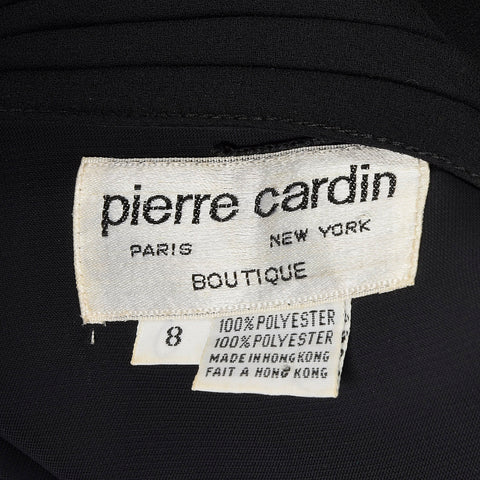 pierre cardin
PARIS NEW YORK
BOUTIQUE
8
100% POLYESTER
100% POLYESTER
MADE IN HONG KONG
FAIT A HONG KONG